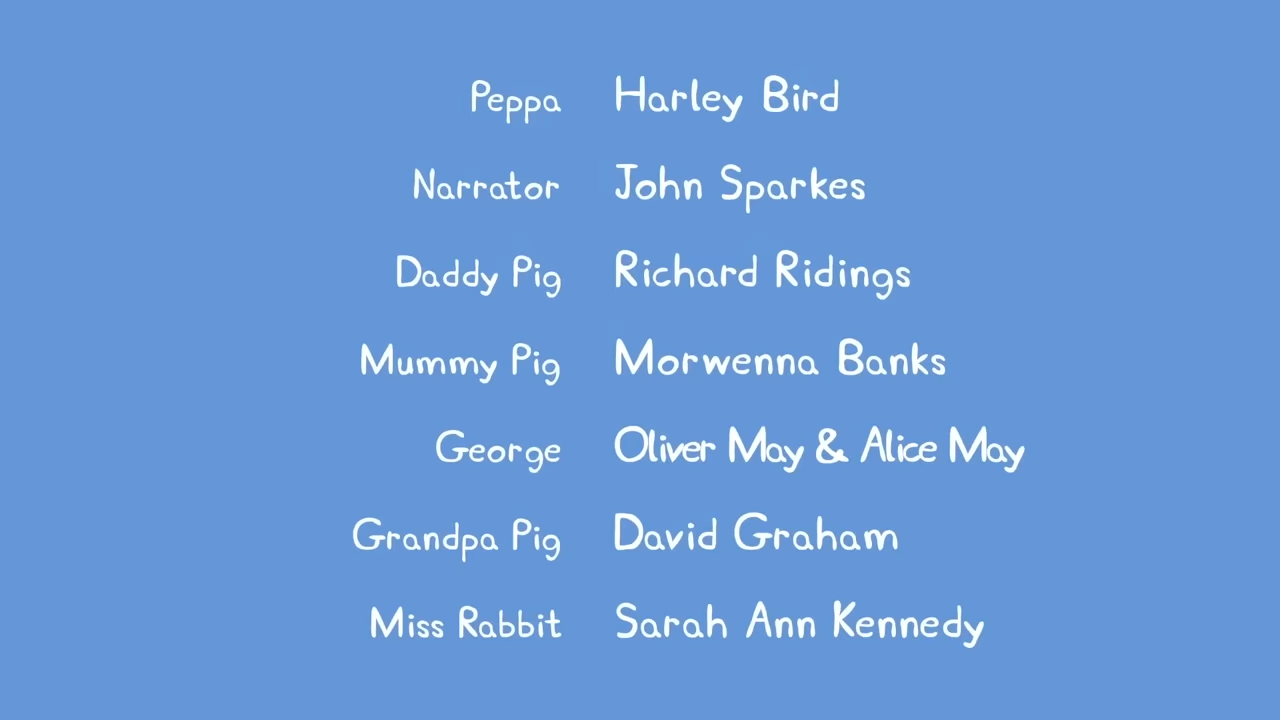 Peppa Harley Bird
Narrator John Sparkes
Daddy Pig Richard Ridings
Mummy Pig Morwenna Banks
George Oliver May & Alice May
Grandpa Pig David Graham
Miss Rabbit Sarah Ann Kennedy